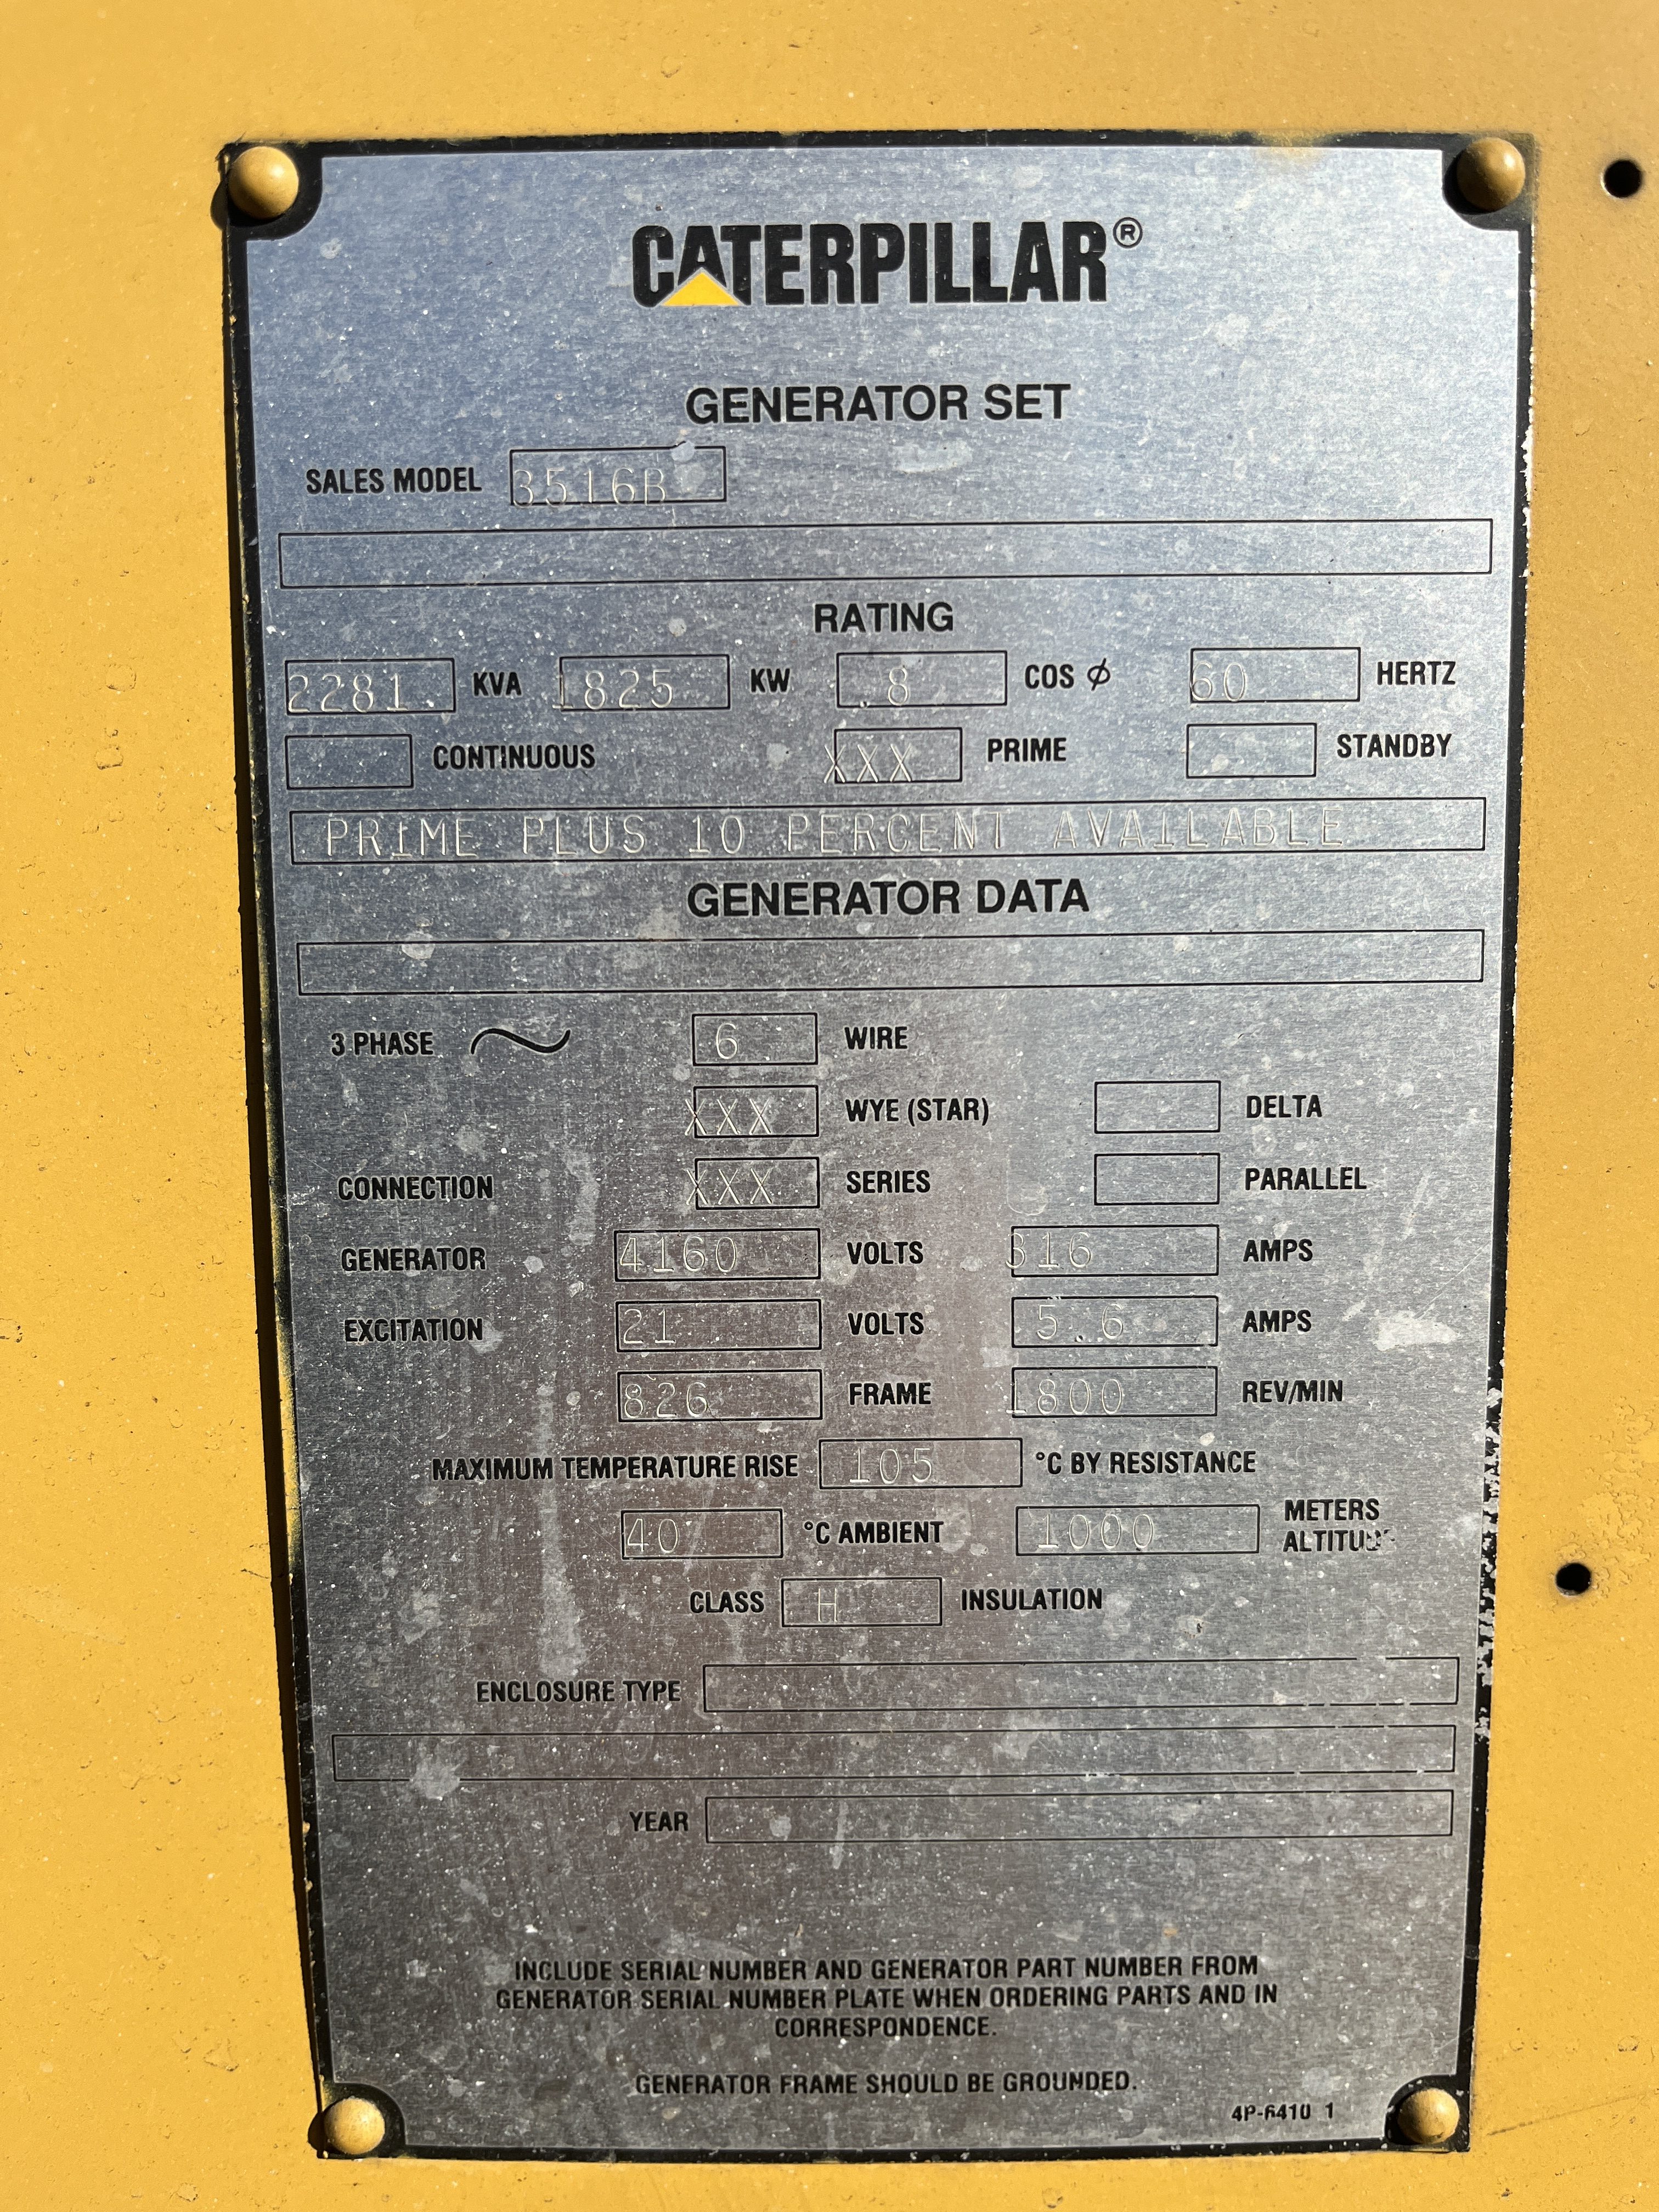 CATERPILLAR®
GENERATOR SET
SALES MODEL 3516B
RATING
2281 KVA 1825 KW .8 COS ϕ 60 HERTZ
CONTINUOUS XXX PRIME STANDBY
PRIME PLUS 10 PERCENT AVAILABLE
GENERATOR DATA
3 PHASE ~ 6 WIRE
XXX WYE (STAR) DELTA
CONNECTION XXX SERIES PARALLEL
GENERATOR 4160 VOLTS 316 AMPS
EXCITATION 21 VOLTS 5.6 AMPS
826 FRAME 1800 REV/MIN
MAXIMUM TEMPERATURE RISE 105 °C BY RESISTANCE
40 °C AMBIENT 1000 METERS ALTITUDE
CLASS H INSULATION
ENCLOSURE TYPE
YEAR
INCLUDE SERIAL NUMBER AND GENERATOR PART NUMBER FROM
GENERATOR SERIAL NUMBER PLATE WHEN ORDERING PARTS AND IN
CORRESPONDENCE.
GENERATOR FRAME SHOULD BE GROUNDED.
4P-6410 1